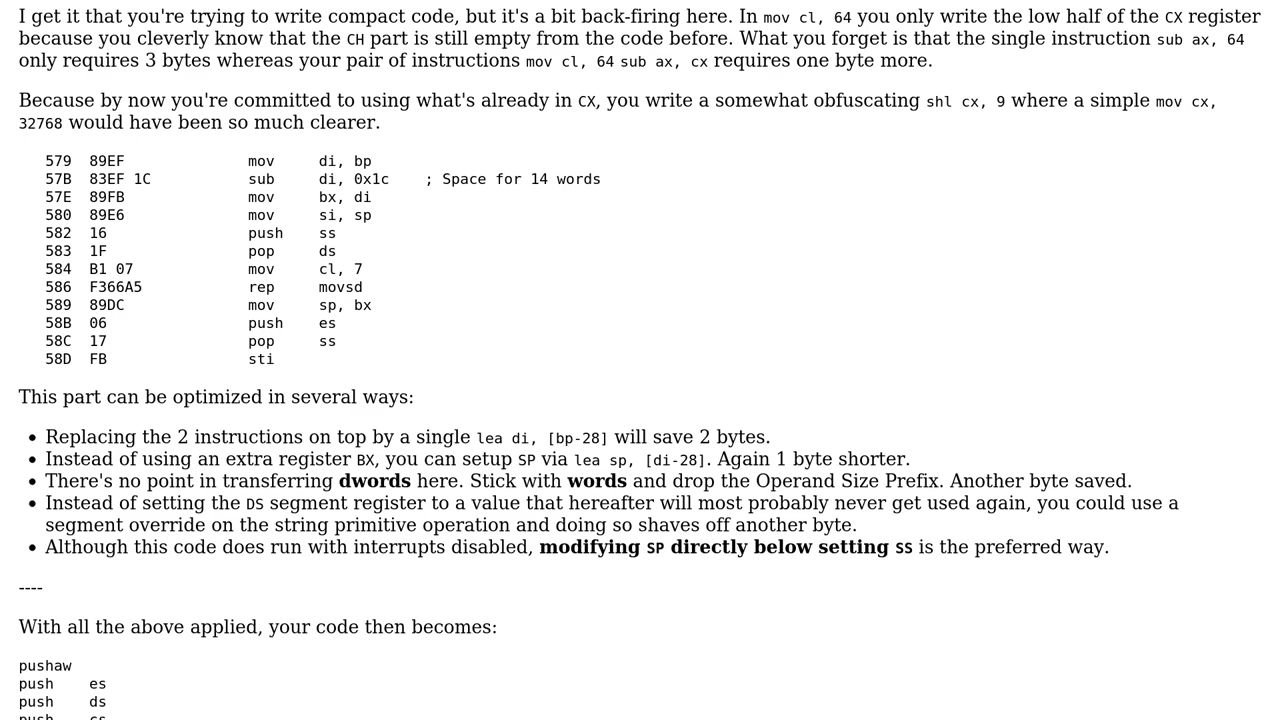 I get it that you're trying to write compact code, but it's a bit back-firing here. In mov cl, 64 you only write the low half of the CX register
because you cleverly know that the CH part is still empty from the code before. What you forget is that the single instruction sub ax, 64
only requires 3 bytes whereas your pair of instructions mov cl, 64 sub ax, cx requires one byte more.
Because by now you're committed to using what's already in CX, you write a somewhat obfuscating shl cx, 9 where a simple mov cx,
32768 would have been so much clearer.
579  89EF              mov     di, bp
57B  83EF 1C           sub     di, 0x1c    ; Space for 14 words
57E  89FB              mov     bx, di
580  89E6              mov     si, sp
582  16                push    ss
583  1F                pop     ds
584  B1 07             mov     cl, 7
586  F366A5            rep     movsd
589  89DC              mov     sp, bx
58B  06                push    es
58C  17                pop     ss
58D  FB                sti
This part can be optimized in several ways:
• Replacing the 2 instructions on top by a single lea di, [bp-28] will save 2 bytes.
• Instead of using an extra register BX, you can setup SP via lea sp, [di-28]. Again 1 byte shorter.
• There's no point in transferring dwords here. Stick with words and drop the Operand Size Prefix. Another byte saved.
• Instead of setting the DS segment register to a value that hereafter will most probably never get used again, you could use a
segment override on the string primitive operation and doing so shaves off another byte.
• Although this code does run with interrupts disabled, modifying SP directly below setting SS is the preferred way.
----
With all the above applied, your code then becomes:
pushaw
push    es
push    ds
push    cs